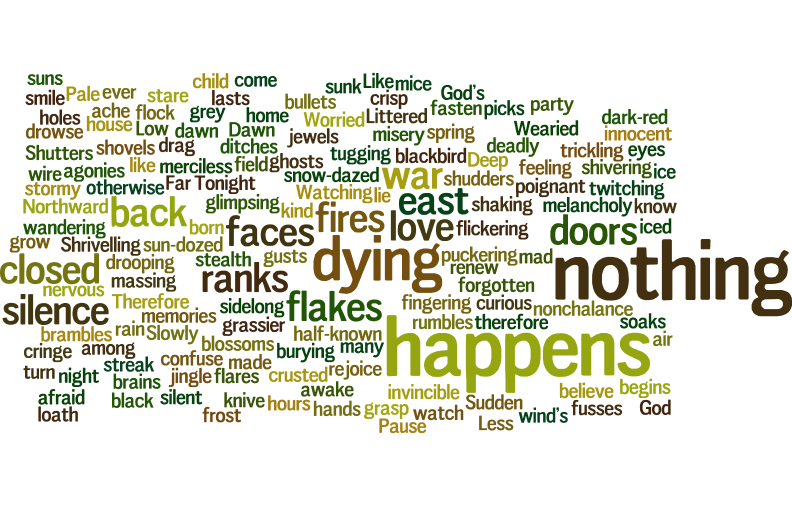 suns child come sunk Like mice God's
smile Pale ever stare lasts bullets crisp fasten picks party
holes ache flock grey home Worried Littered dark-red
drowse house Low dawn Dawn jewels misery spring Wearied innocent
Shutters shovels drag ditches tugging blackbird Deep deadly trickling eyes
wire agonies like merciless field ghosts snow-dazed war shudders feeling shivering ice
stormy otherwise Far Tonight Watching lie east poignant twitching
Northward back born glimpsing kind fires love shaking melancholy know
wandering faces flickering doors iced
grow Shrivelling sun-dozed
closed drooping stealth gusts dying puckering mad nothing
nervous massing ranks renew forgotten
silence Therefore memories sidelong flakes fingering curious nonchalance
brambles rain Slowly grassier half-known happens rumbles therefore soaks air
cringe among blossoms burying many
turn night streak confuse made rejoice
brains jingle flares crusted awake invincible believe begins
afraid black silent knive hours hands grasp watch Sudden wind's fusses God
loath frost Pause Less